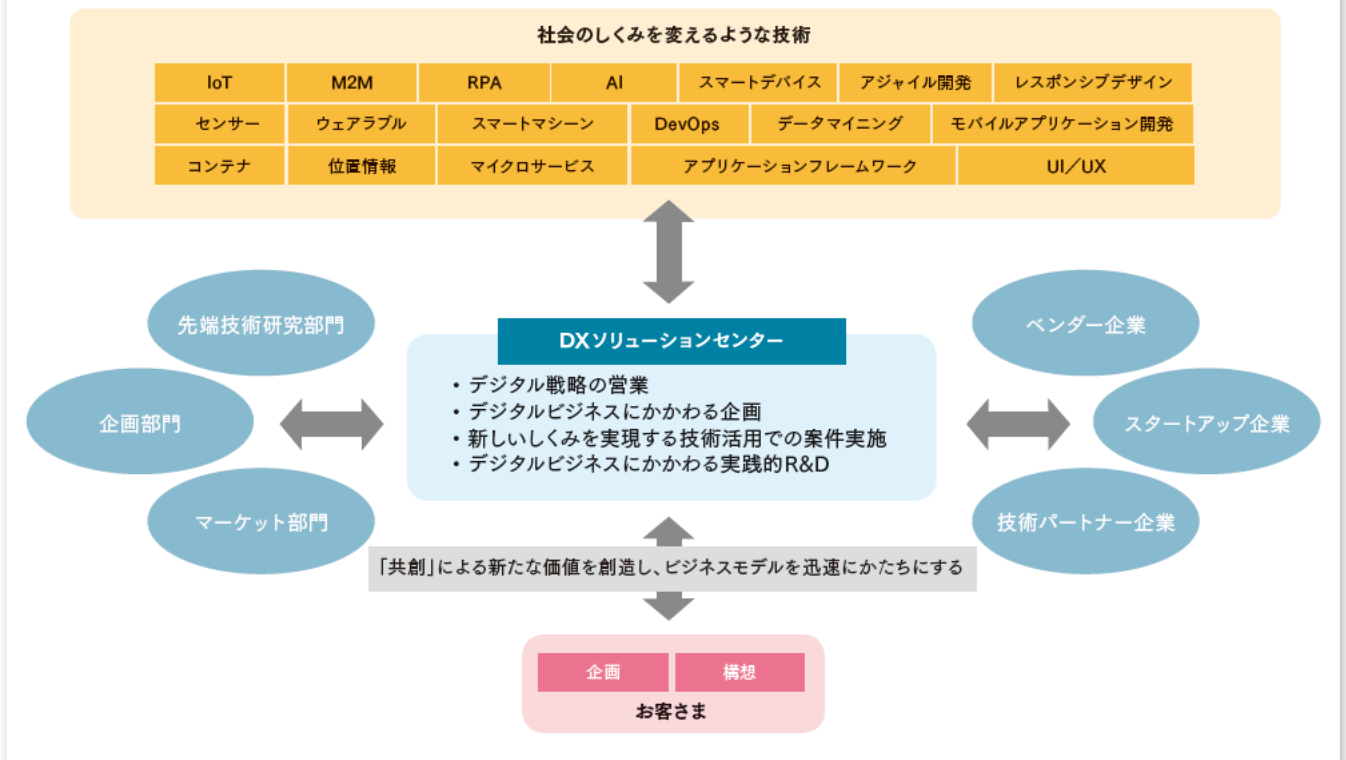 社会のしくみを変えるような技術
IoT
M2M
RPA
AI
スマートデバイス
アジャイル開発
レスポンシブデザイン
センサー
ウェアラブル
スマートマシーン
DevOps
データマイニング
モバイルアプリケーション開発
コンテナ
位置情報
マイクロサービス
アプリケーションフレームワーク
UI／UX
先端技術研究部門
企画部門
マーケット部門
DXソリューションセンター
・デジタル戦略の営業
・デジタルビジネスにかかわる企画
・新しいしくみを実現する技術活用での案件実施
・デジタルビジネスにかかわる実践的R&D
ベンダー企業
スタートアップ企業
技術パートナー企業
「共創」による新たな価値を創造し、ビジネスモデルを迅速にかたちにする
企画
構想
お客さま